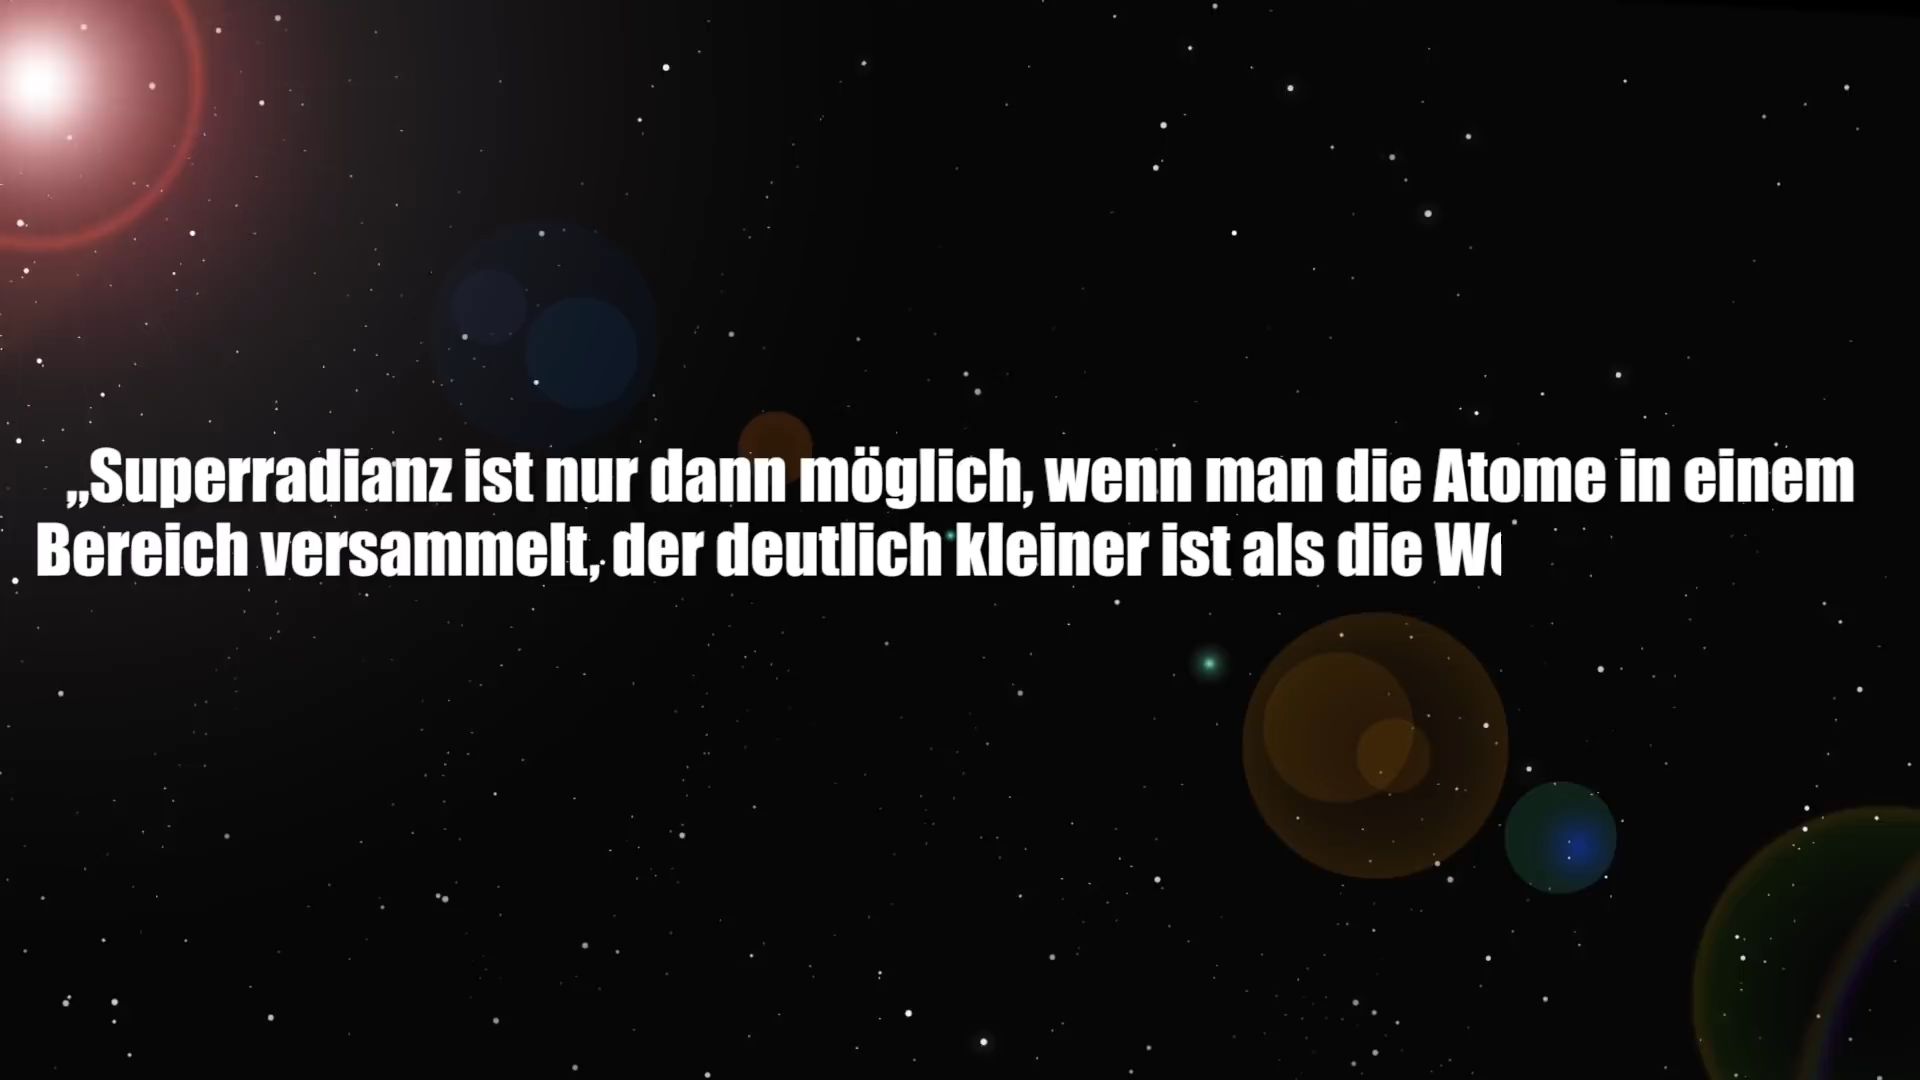 „Superradianz ist nur dann möglich, wenn man die Atome in einem
Bereich versammelt, der deutlich kleiner ist als die